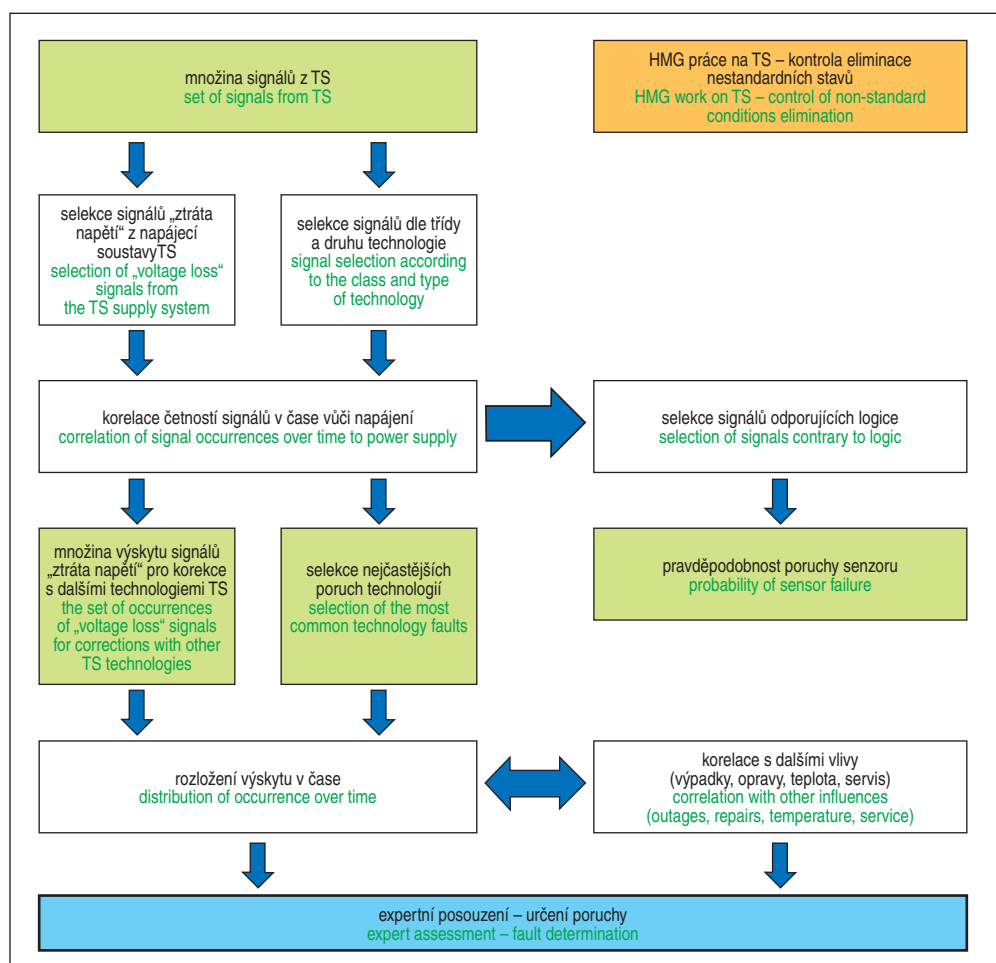 množina signálů z TS
set of signals from TS
HMG práce na TS – kontrola eliminace
nestandardních stavů
HMG work on TS – control of non-standard
conditions elimination
selekce signálů „ztráta
napětí“ z napájecí
soustavyTS
selection of „voltage loss“
signals from
the TS supply system
selekce signálů dle třídy
a druhu technologie
signal selection according
to the class and type
of technology
korelace četností signálů v čase vůči napájení
correlation of signal occurrences over time to power supply
selekce signálů odporujících logice
selection of signals contrary to logic
množina výskytu signálů
„ztráta napětí“ pro korekce
s dalšími technologiemi TS
the set of occurrences
of „voltage loss“ signals
for corrections with other
TS technologies
selekce nejčastějších
poruch technologií
selection of the most
common technology faults
pravděpodobnost poruchy senzoru
probability of sensor failure
rozložení výskytu v čase
distribution of occurrence over time
korelace s dalšími vlivy
(výpadky, opravy, teplota, servis)
correlation with other influences
(outages, repairs, temperature, service)
expertní posouzení – určení poruchy
expert assessment – fault determination